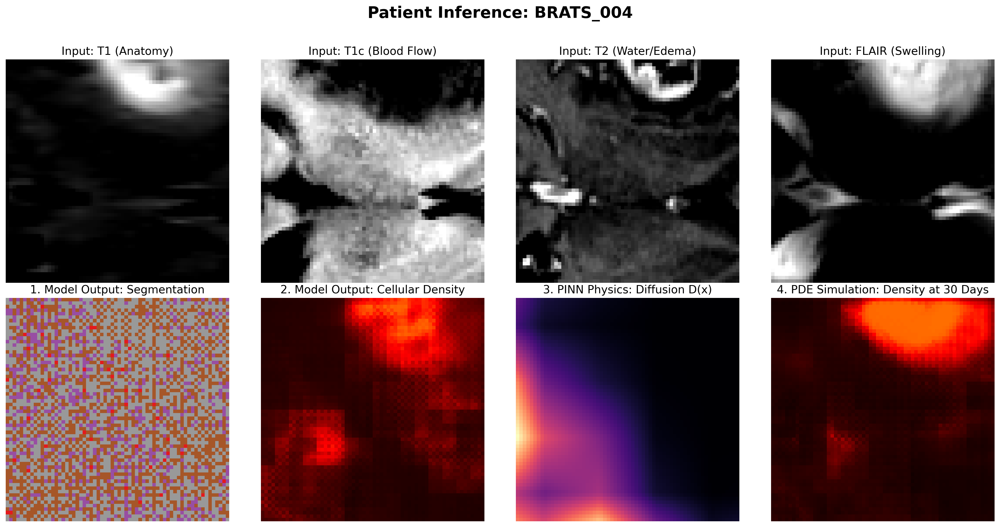 Patient Inference: BRATS_004
Input: T1 (Anatomy)
Input: T1c (Blood Flow)
Input: T2 (Water/Edema)
Input: FLAIR (Swelling)
1. Model Output: Segmentation
2. Model Output: Cellular Density
3. PINN Physics: Diffusion D(x)
4. PDE Simulation: Density at 30 Days